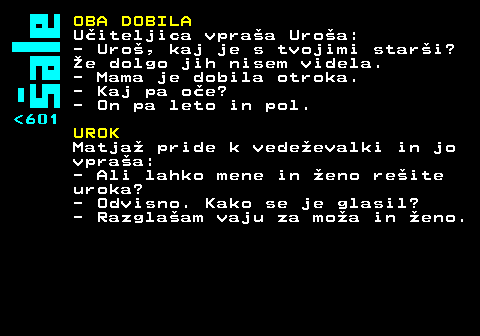 Šale
<601
OBA DOBILA
Učiteljica vpraša Uroša:
- Uroš, kaj je s tvojimi starši?
Že dolgo jih nisem videla.
- Mama je dobila otroka.
- Kaj pa oče?
- On pa leto in pol.
UROK
Matjaž pride k vedeževalki in jo
vpraša:
- Ali lahko mene in ženo rešite
uroka?
- Odvisno. Kako se je glasil?
- Razglašam vaju za moža in ženo.